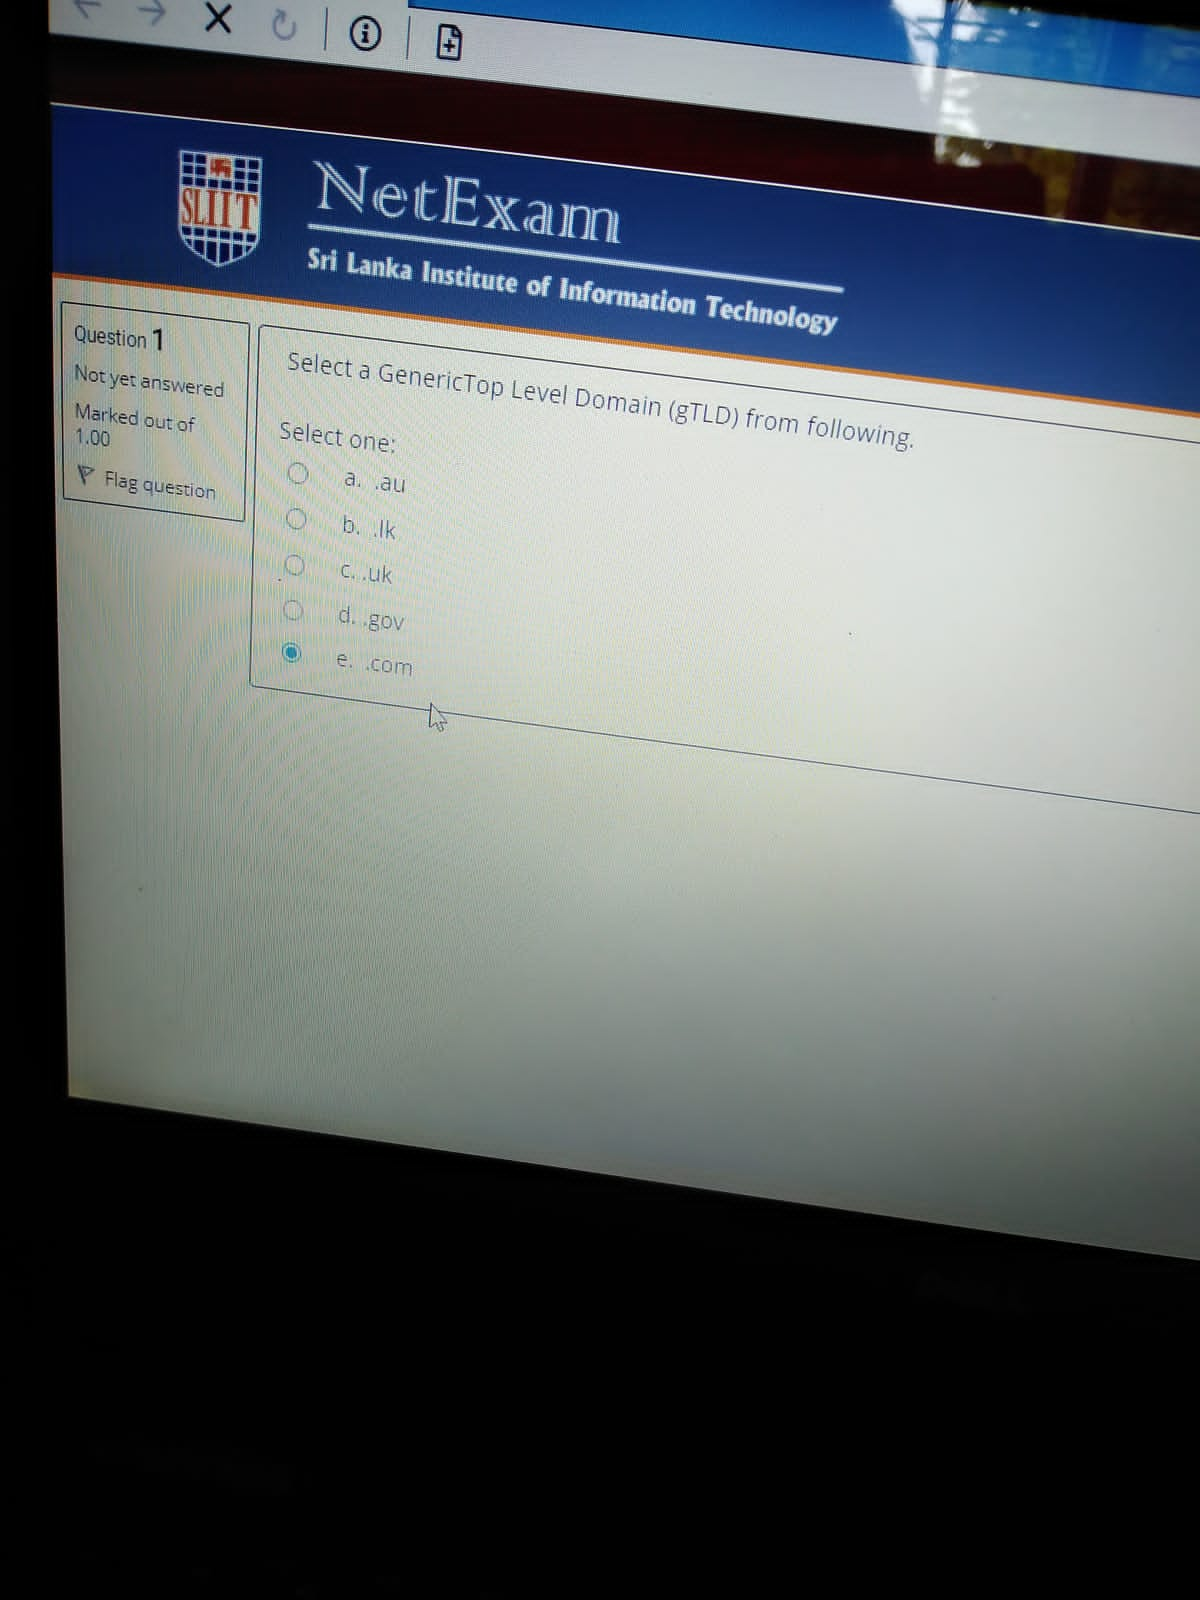 SLIIT
NetExam
Sri Lanka Institute of Information Technology
Question 1
Not yet answered
Marked out of
1.00
Flag question
Select a GenericTop Level Domain (gTLD) from following.
Select one:
a. .au
b. .lk
c. .uk
d. .gov
e. .com